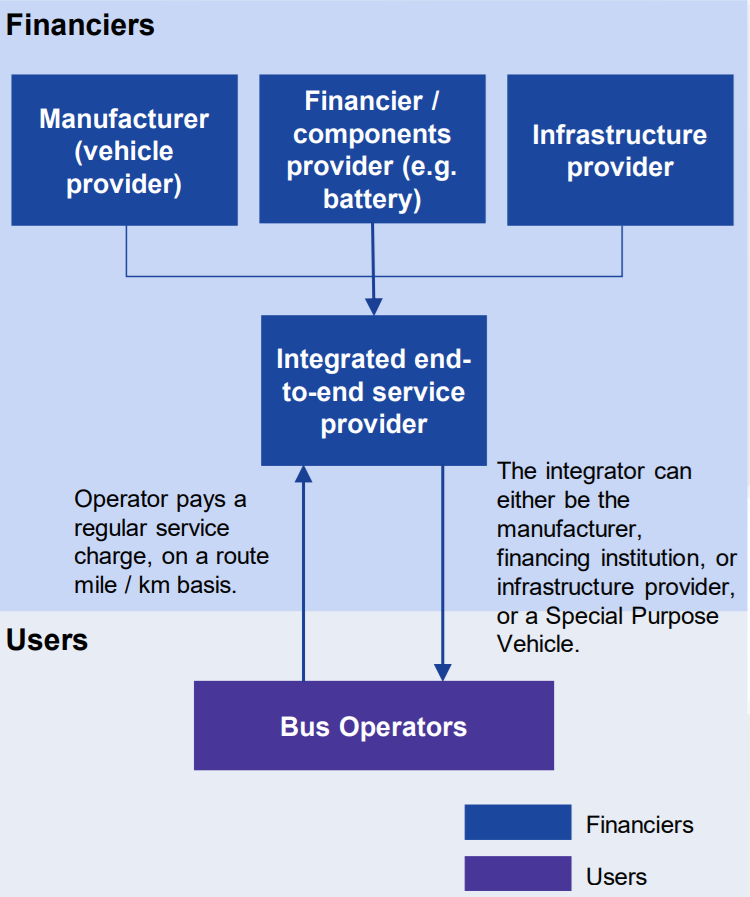 Financiers
Manufacturer
(vehicle
provider)
Financier /
components
provider (e.g.
battery)
Infrastructure
provider
Integrated end-
to-end service
provider
Operator pays a
regular service
charge, on a route
mile / km basis.
The integrator can
either be the
manufacturer,
financing institution, or
infrastructure provider,
or a Special Purpose
Vehicle.
Users
Bus Operators
Financiers
Users